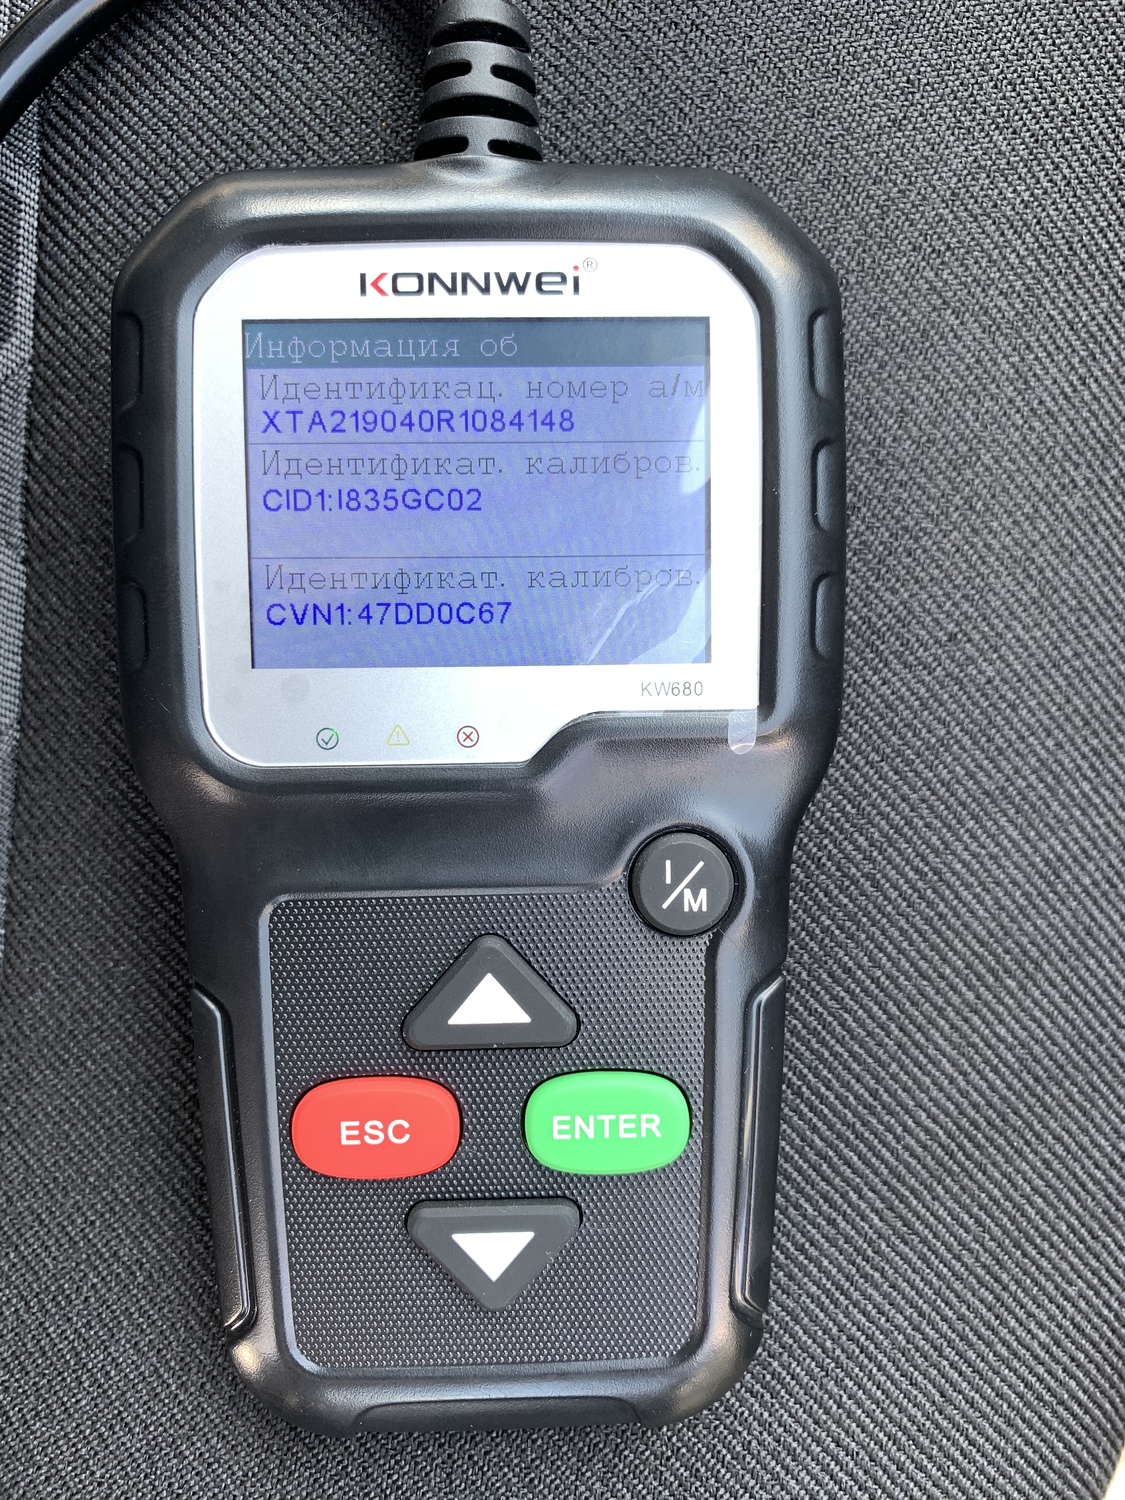 KONNWEI®
Информация об
Идентификац. номер а/м
XTA219040R1084148
Идентификат. калибров.
CID1:I835GC02
Идентификат. калибров.
CVN1:47DD0C67
KW680
I/M
ESC
ENTER